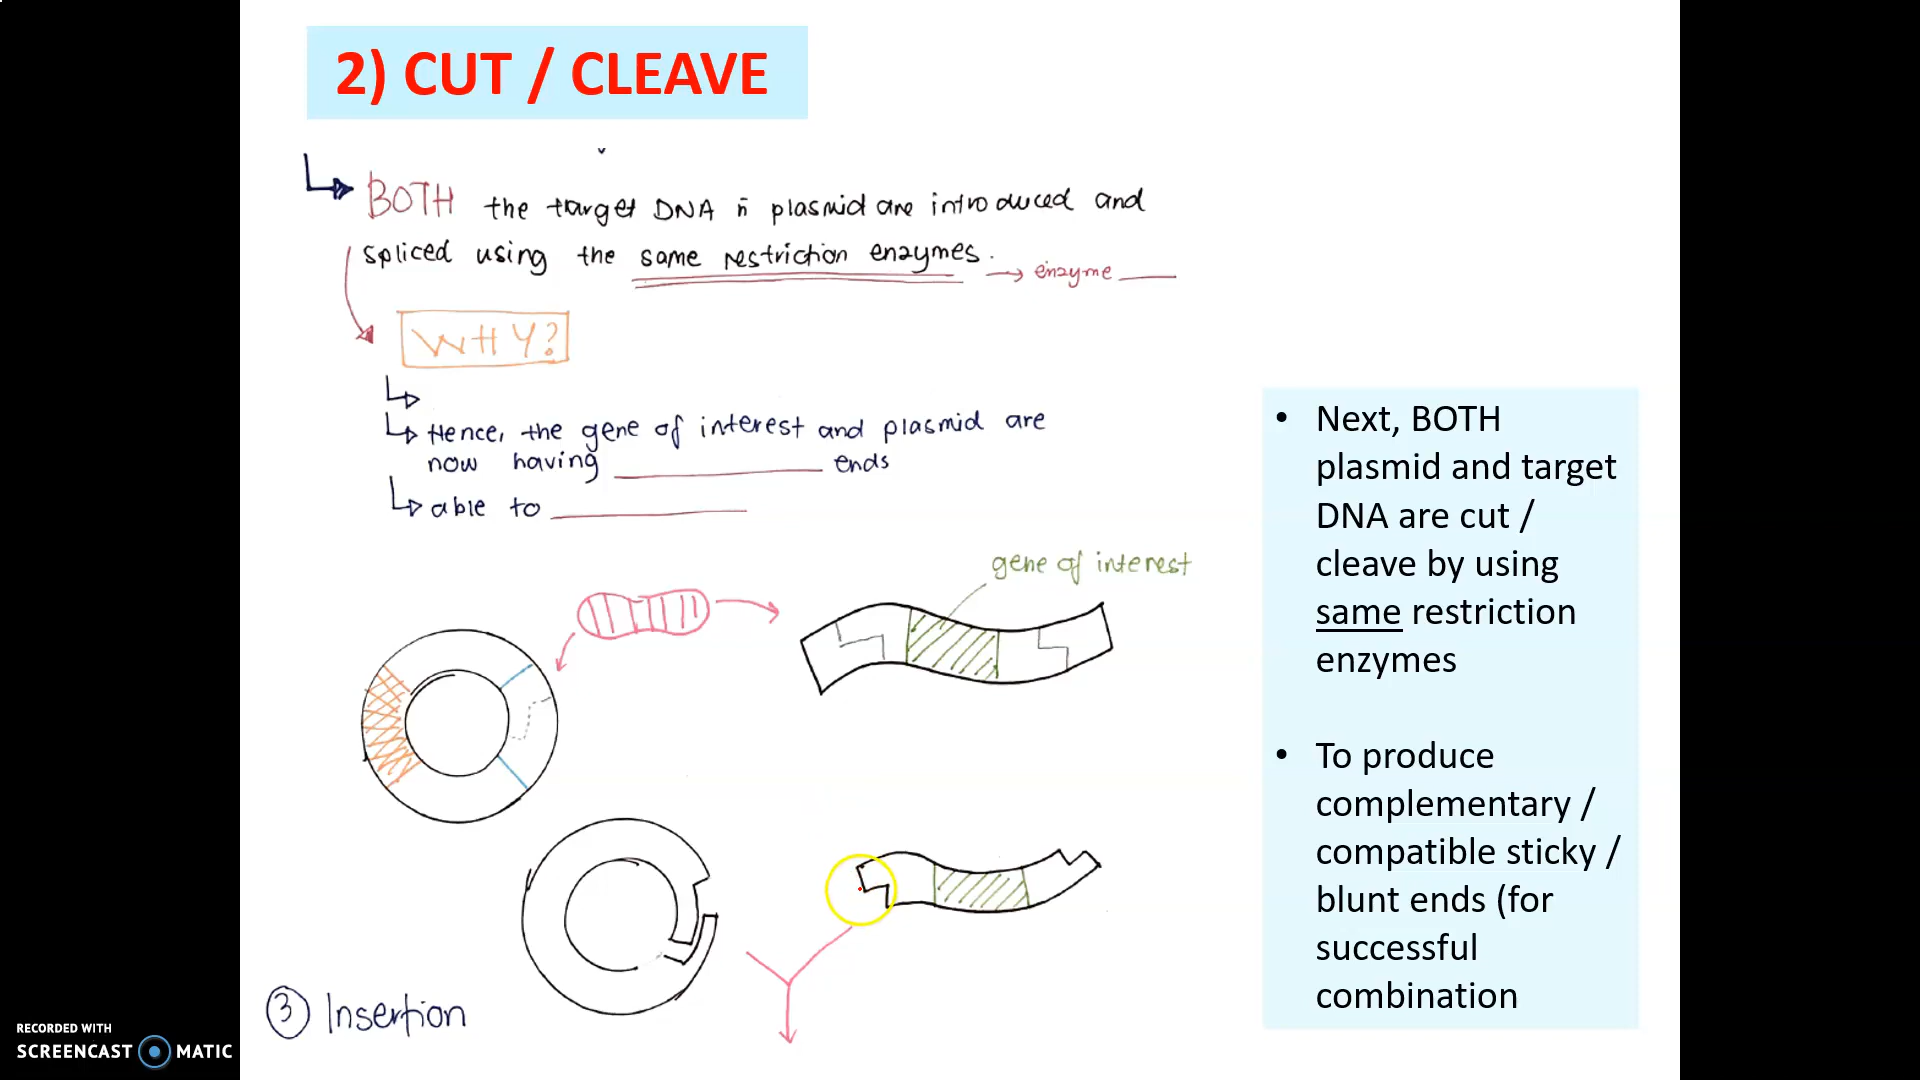 2) CUT / CLEAVE
BOTH the target DNA n̄ plasmid are introduced and
spliced using the same restriction enzymes.
enzyme
WHY?
Hence, the gene of interest and plasmid are
now having ends
able to
gene of interest
• Next, BOTH
plasmid and target
DNA are cut /
cleave by using
same restriction
enzymes
• To produce
complementary /
compatible sticky /
blunt ends (for
successful
combination
3 Insertion
RECORDED WITH
SCREENCAST MATIC